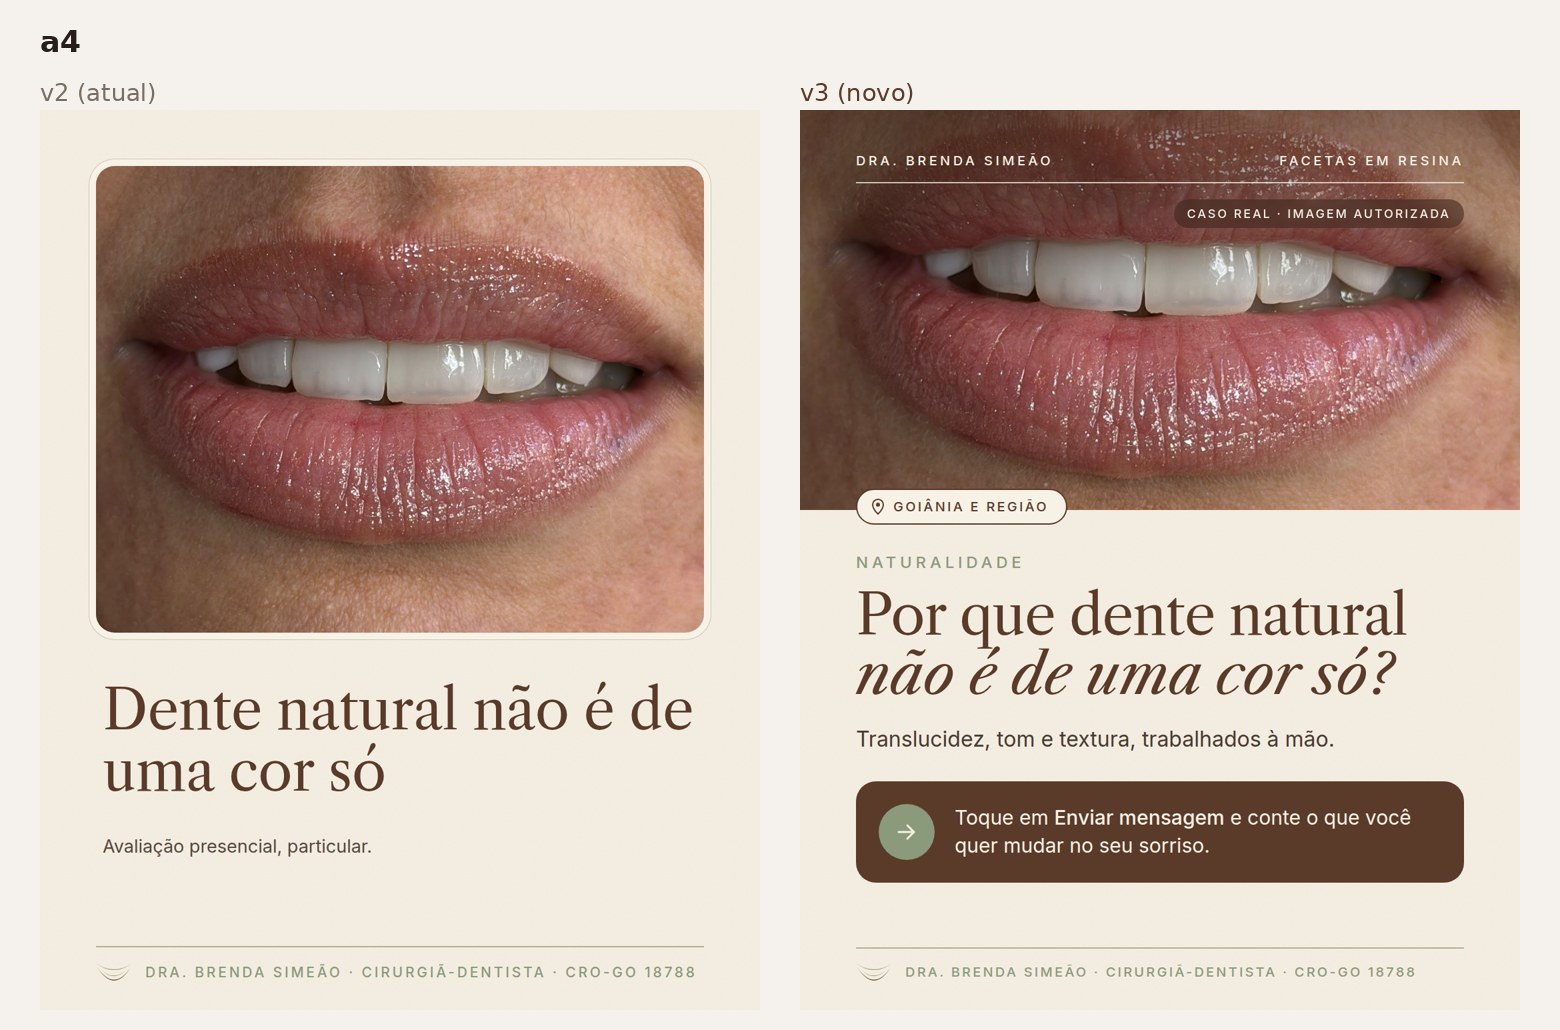 a4
v2 (atual)
Dente natural não é de
uma cor só
Avaliação presencial, particular.
DRA. BRENDA SIMEÃO · CIRURGIÃ-DENTISTA · CRO-GO 18788
v3 (novo)
DRA. BRENDA SIMEÃO
FACETAS EM RESINA
CASO REAL · IMAGEM AUTORIZADA
GOIÂNIA E REGIÃO
NATURALIDADE
Por que dente natural
não é de uma cor só?
Translucidez, tom e textura, trabalhados à mão.
Toque em Enviar mensagem e conte o que você
quer mudar no seu sorriso.
DRA. BRENDA SIMEÃO · CIRURGIÃ-DENTISTA · CRO-GO 18788